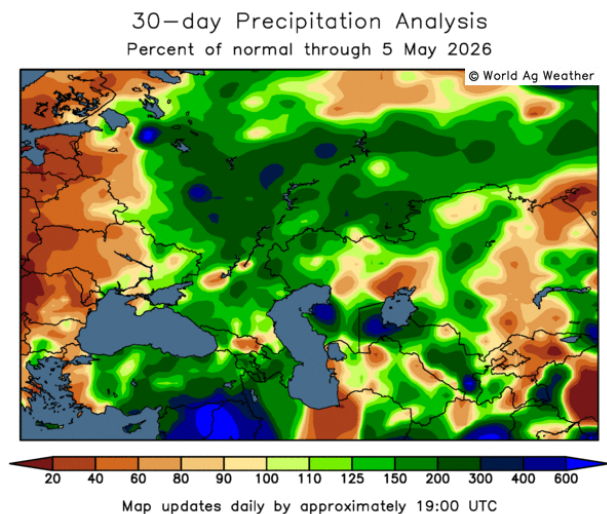 30-day Precipitation Analysis
Percent of normal through 5 May 2026
© World Ag Weather
20 40 60 80 90 100 110 125 150 200 300 400 600
Map updates daily by approximately 19:00 UTC